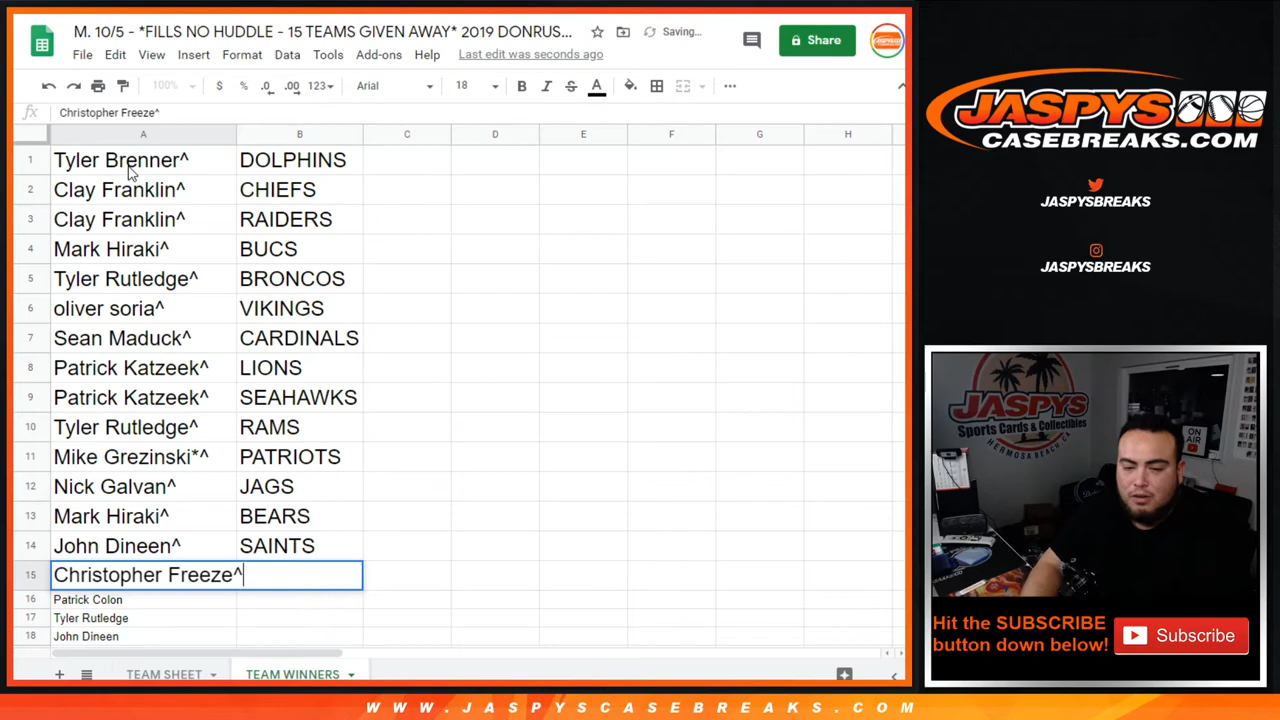 M. 10/5 - *FILLS NO HUDDLE - 15 TEAMS GIVEN AWAY* 2019 DONRUS...
Saving...
Share
File Edit View Insert Format Data Tools Add-ons Help Last edit was seconds ago
100% $ % .0 .00 123 Arial 18 B I S A
fx Christopher Freeze^
A B C D E F G H
1 Tyler Brenner^ DOLPHINS
2 Clay Franklin^ CHIEFS
3 Clay Franklin^ RAIDERS
4 Mark Hiraki^ BUCS
5 Tyler Rutledge^ BRONCOS
6 oliver soria^ VIKINGS
7 Sean Maduck^ CARDINALS
8 Patrick Katzeek^ LIONS
9 Patrick Katzeek^ SEAHAWKS
10 Tyler Rutledge^ RAMS
11 Mike Grezinski*^ PATRIOTS
12 Nick Galvan^ JAGS
13 Mark Hiraki^ BEARS
14 John Dineen^ SAINTS
15 Christopher Freeze^
16 Patrick Colon
17 Tyler Rutledge
18 John Dineen
TEAM SHEET TEAM WINNERS
JASPYS
CASEBREAKS.COM
JASPYSBREAKS
JASPYSBREAKS
JASPYS
Sports Cards & Collectibles
HERMOSA BEACH, CA
ON AIR
Hit the SUBSCRIBE
button down below!
Subscribe
WWW.JASPYSCASEBREAKS.COM